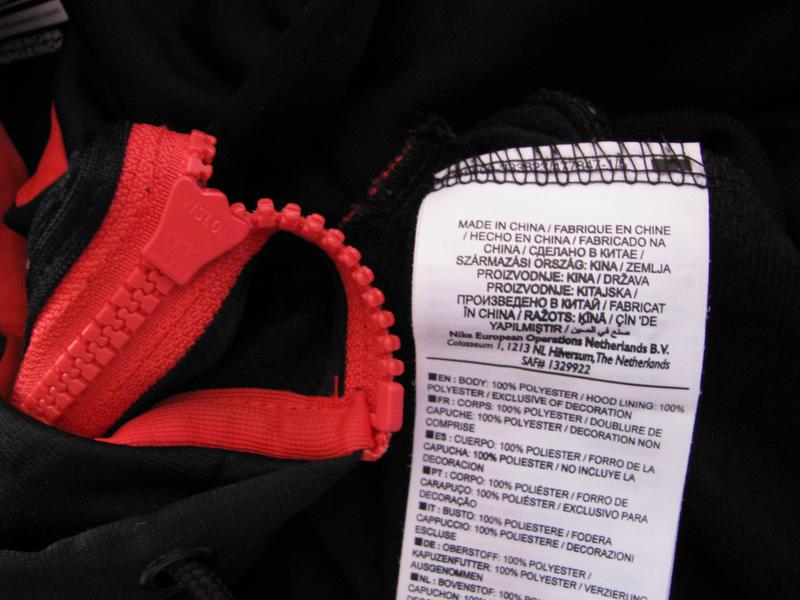 VISLON
YKK
MADE IN CHINA / FABRIQUE EN CHINE
/ HECHO EN CHINA / FABRICADO NA
CHINA / СДЕЛАНО В КИТАЕ /
SZÁRMAZÁSI ORSZÁG: KINA / ZEMLJA
PROIZVODNJE: KINA / DRŽAVA
PROIZVODNJE: KITAJSKA /
ПРОИЗВЕДЕНО В КИТАЙ / FABRICAT
ÎN CHINA / RAŽOTS: ĶĪNĀ / ÇİN 'DE
YAPILMIŞTIR / صنع في الصين
Nike European Operations Netherlands B.V.
Colosseum 1, 1213 NL Hilversum, The Netherlands
SAF# 1329922
EN : BODY: 100% POLYESTER / HOOD LINING: 100%
POLYESTER / EXCLUSIVE OF DECORATION
FR : CORPS: 100% POLYESTER / DOUBLURE DE
CAPUCHE: 100% POLYESTER / DECORATION NON
COMPRISE
ES : CUERPO: 100% POLIESTER / FORRO DE LA
CAPUCHA: 100% POLIESTER / NO INCLUYE LA
DECORACION
PT : CORPO: 100% POLIÉSTER / FORRO DE
CARAPUÇO: 100% POLIÉSTER / EXCLUSIVO PARA
DECORAÇÃO
IT : BUSTO: 100% POLIESTERE / FODERA
CAPPUCCIO: 100% POLIESTERE / DECORAZIONI
ESCLUSE
DE : OBERSTOFF: 100% POLYESTER /
KAPUZENFUTTER: 100% POLYESTER / VERZIERUNG
AUSGENOMMEN
NL : BOVENSTOF: 100%
CAPUCHON: